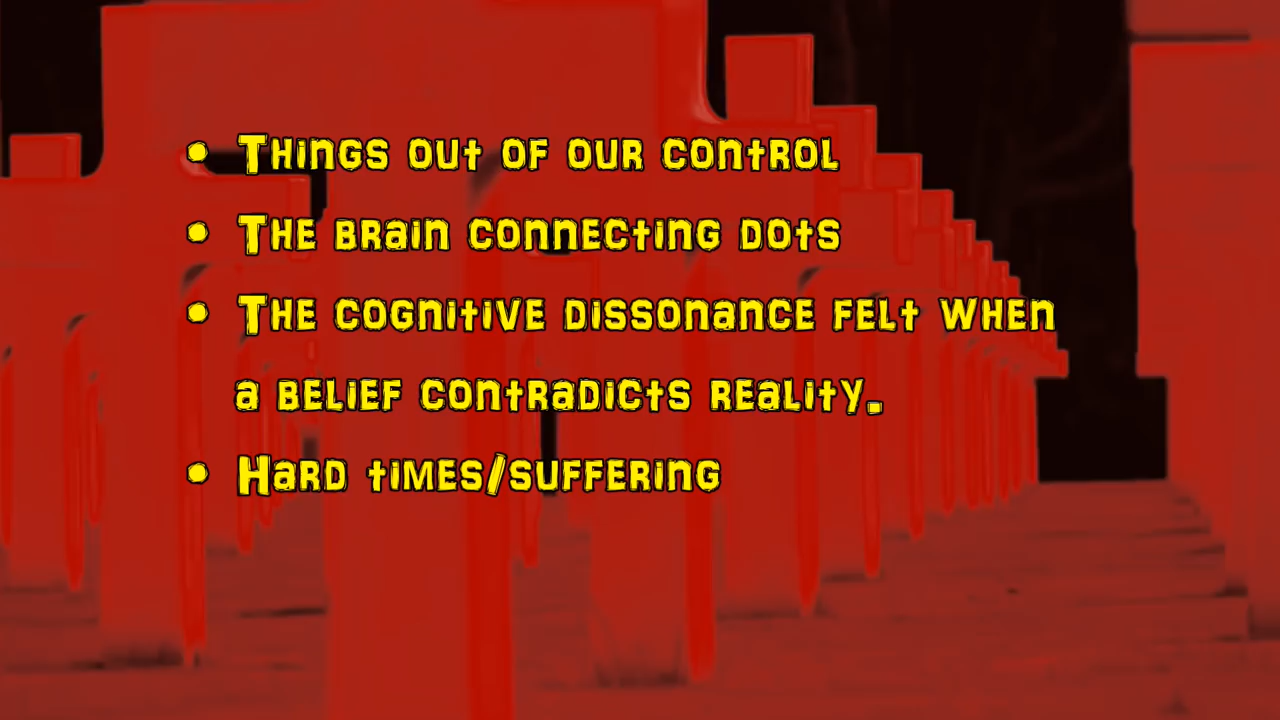 • Things out of our control
• The brain connecting dots
• The cognitive dissonance felt when
a belief contradicts reality.
• Hard times/suffering